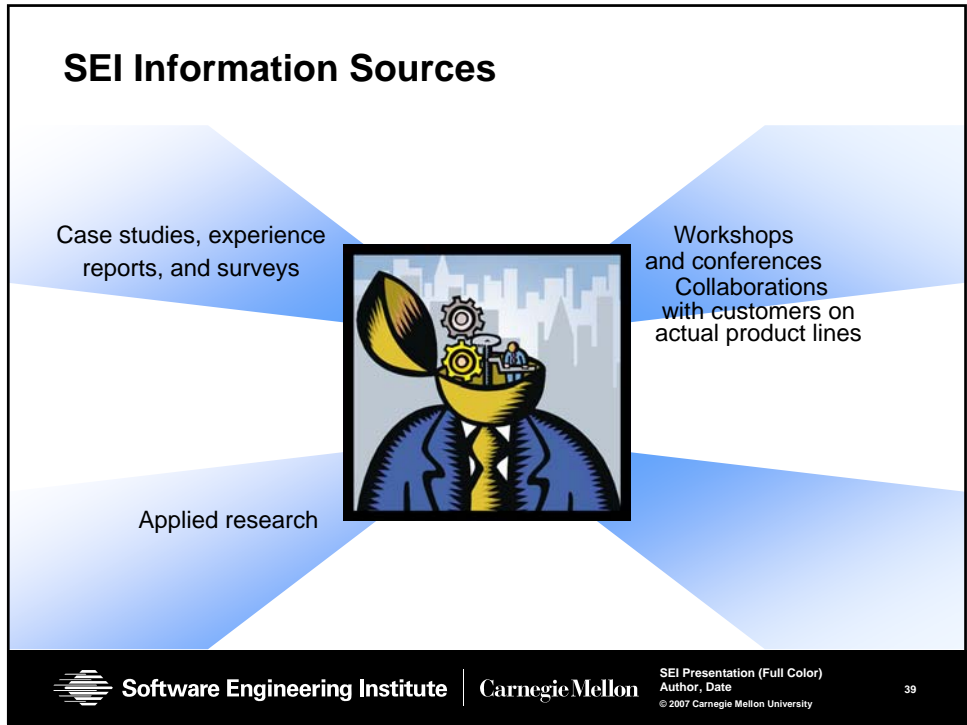 SEI Information Sources
Case studies, experience
reports, and surveys
Workshops
and conferences
Collaborations
with customers on
actual product lines
Applied research
Software Engineering Institute
Carnegie Mellon
SEI Presentation (Full Color)
Author, Date
© 2007 Carnegie Mellon University
39